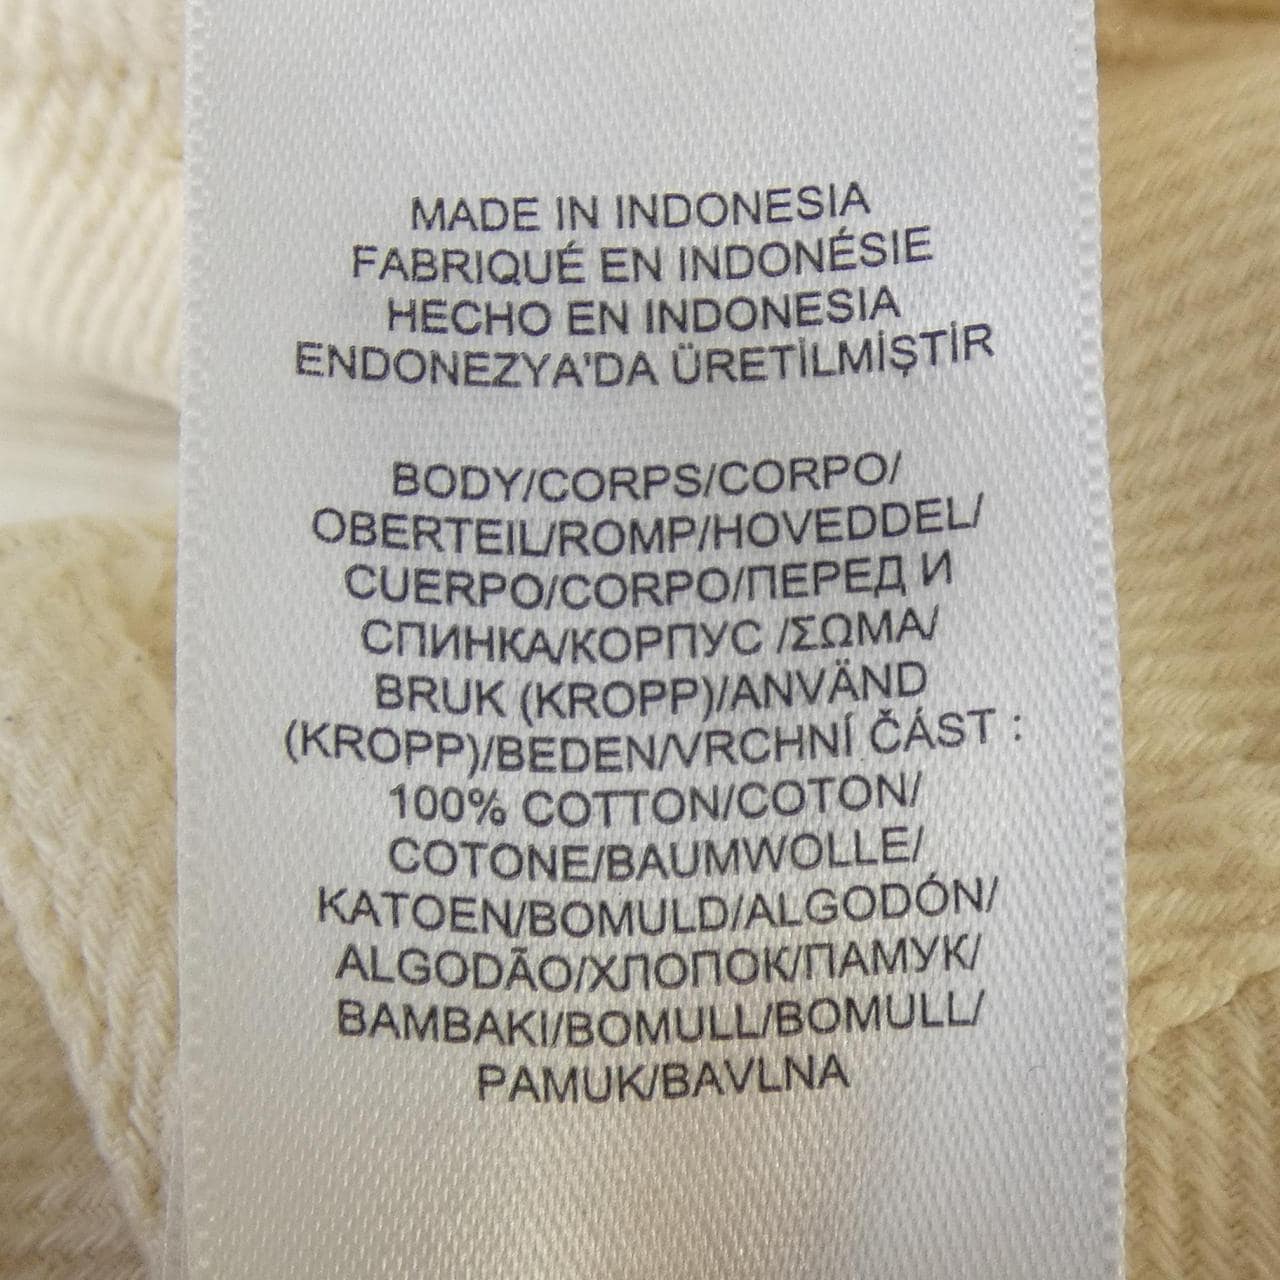 MADE IN INDONESIA
FABRIQUÉ EN INDONÉSIE
HECHO EN INDONESIA
ENDONEZYA'DA ÜRETİLMİŞTİR
BODY/CORPS/CORPO/
OBERTEIL/ROMP/HOVEDDEL/
CUERPO/CORPO/ПЕРЕД И
СПИНКА/КОРПУС /ΣΩΜΑ/
BRUK (KROPP)/ANVÄND
(KROPP)/BEDEN/VRCHNÍ ČÁST :
100% COTTON/COTON/
COTONE/BAUMWOLLE/
KATOEN/BOMULD/ALGODÓN/
ALGODÃO/ХЛОПОК/ПАМУК/
BAMBAKI/BOMULL/BOMULL/
PAMUK/BAVLNA